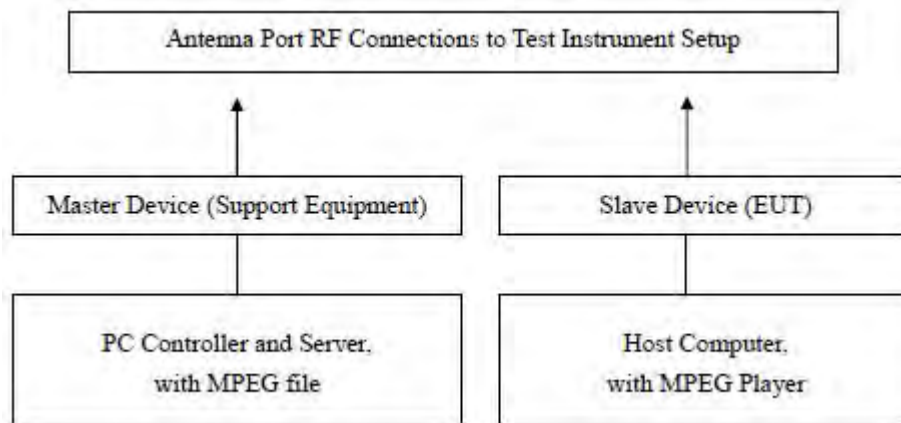 Antenna Port RF Connections to Test Instrument Setup
Master Device (Support Equipment)
Slave Device (EUT)
PC Controller and Server,
with MPEG file
Host Computer,
with MPEG Player